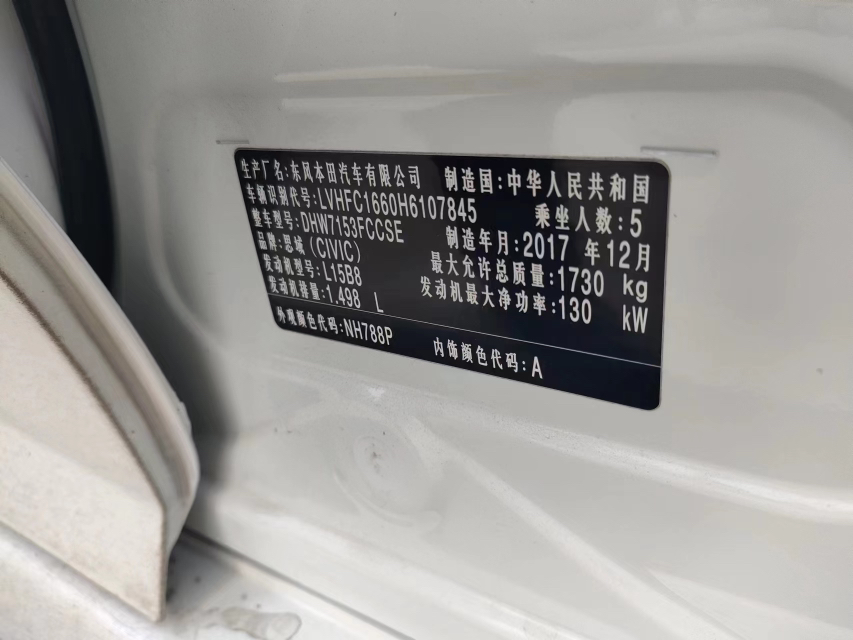 生产厂名:东风本田汽车有限公司 制造国:中华人民共和国
车辆识别代号:LVHFC1660H6107845 乘坐人数:5
整车型号:DHW7153FCCSE 制造年月:2017 年12月
品牌:思域(CIVIC) 最大允许总质量:1730 kg
发动机型号:L15B8 发动机最大净功率:130 kW
发动机排量:1.498 L
外观颜色代码:NH788P 内饰颜色代码:A